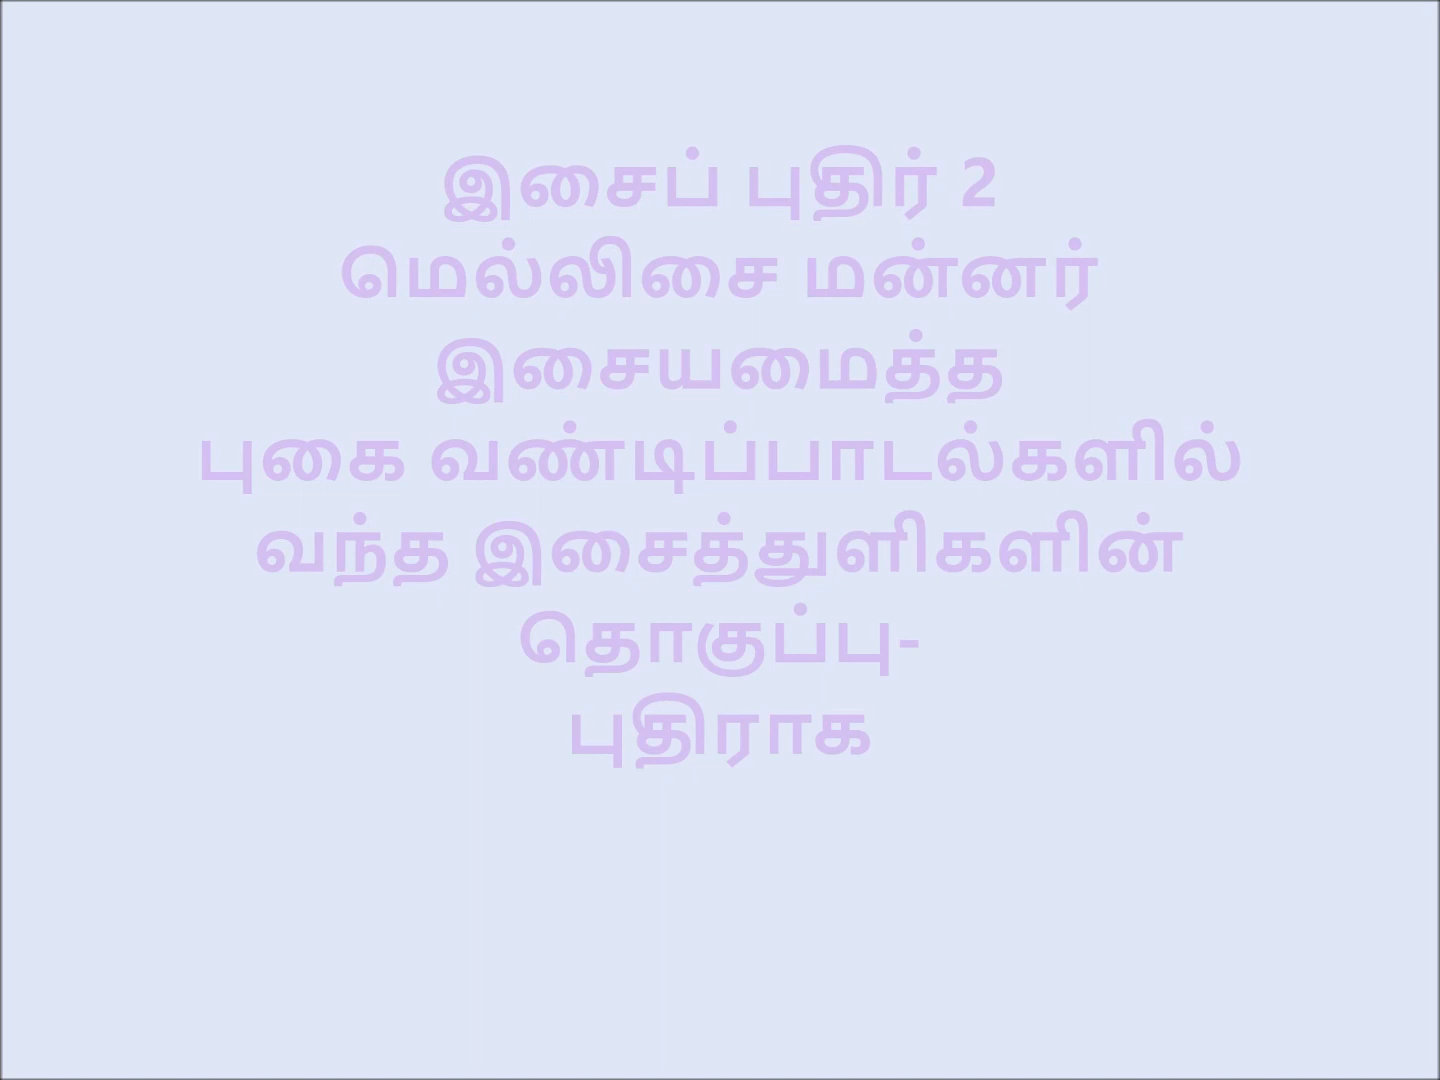 இசைப் புதிர் 2
மெல்லிசை மன்னர்
இசையமைத்த
புகை வண்டிப்பாடல்களில்
வந்த இசைத்துளிகளின்
தொகுப்பு-
புதிராக